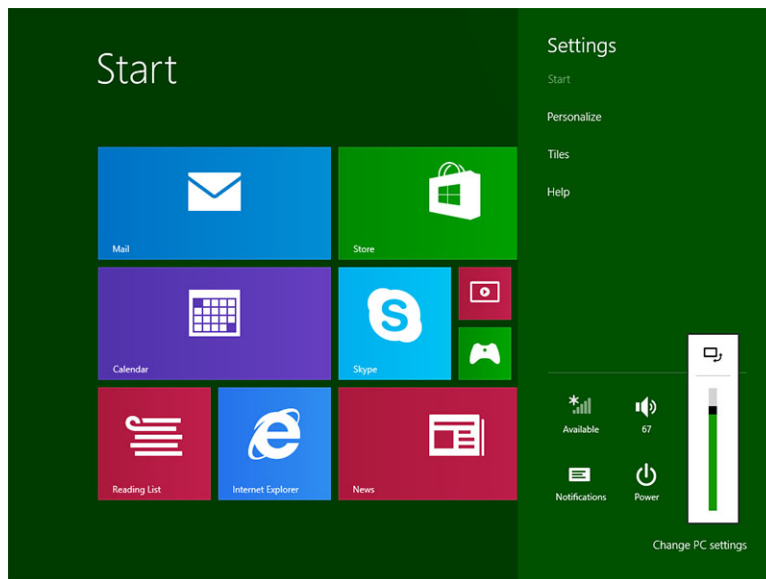 Start
Mail
Store
Calendar
Skype
Reading List
Internet Explorer
News
Settings
Start
Personalize
Tiles
Help
Available
67
Notifications
Power
Change PC settings